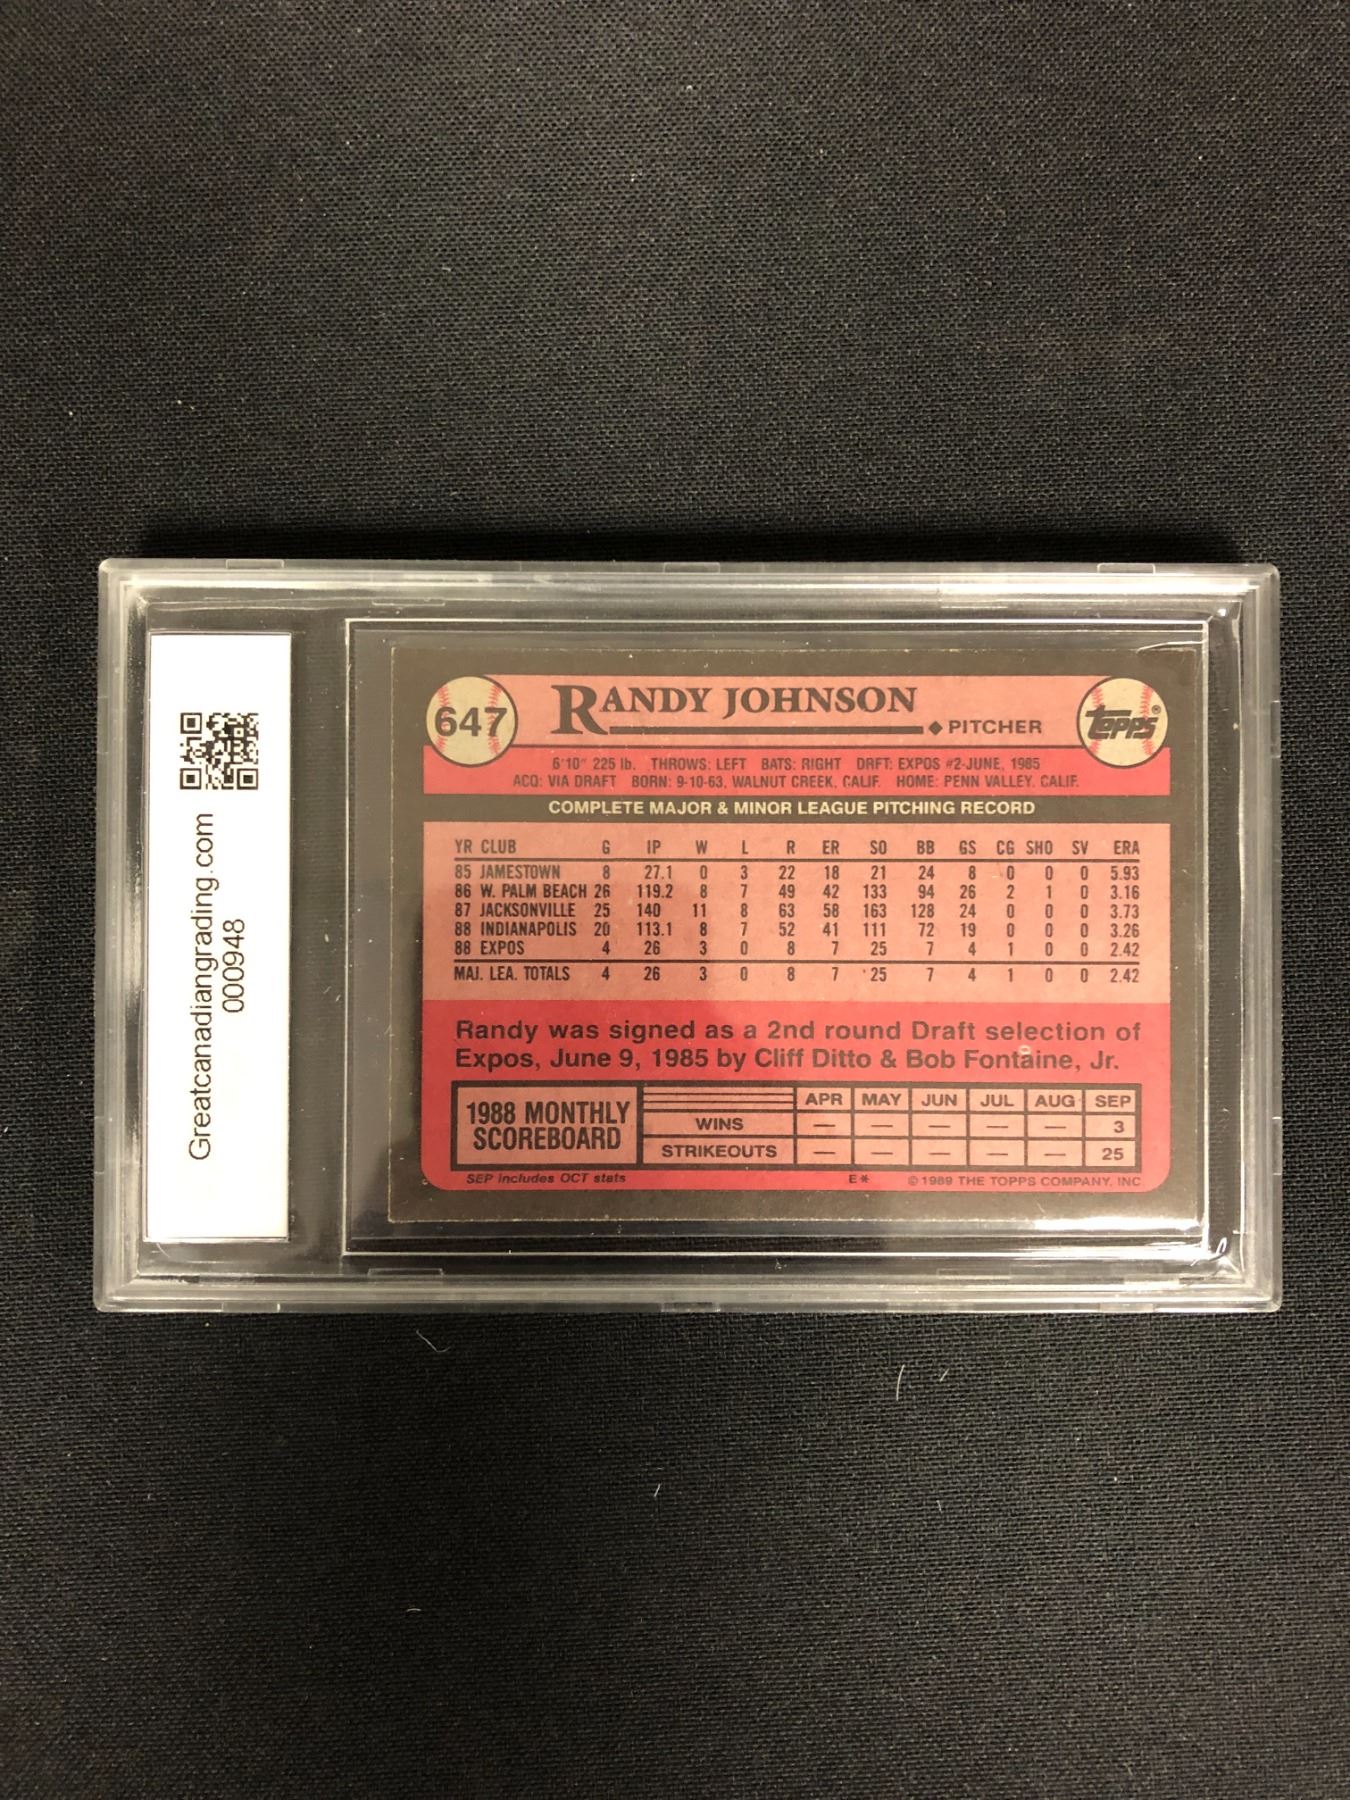 Greatcanadiangrading.com
000948
647
RANDY JOHNSON
PITCHER
TOPPS®
6'10" 225 lb. THROWS: LEFT BATS: RIGHT DRFT: EXPOS #2-JUNE, 1985
ACQ: VIA DRAFT BORN: 9-10-63, WALNUT CREEK, CALIF. HOME: PENN VALLEY, CALIF.
COMPLETE MAJOR & MINOR LEAGUE PITCHING RECORD
YR CLUB G IP W L R ER SO BB GS CG SHO SV ERA
85 JAMESTOWN 8 27.1 0 3 22 18 21 24 8 0 0 0 5.93
86 W. PALM BEACH 26 119.2 8 7 49 42 133 94 26 2 1 0 3.16
87 JACKSONVILLE 25 140 11 8 63 58 163 128 24 0 0 0 3.73
88 INDIANAPOLIS 20 113.1 8 7 52 41 111 72 19 0 0 0 3.26
88 EXPOS 4 26 3 0 8 7 25 7 4 1 0 0 2.42
MAJ. LEA. TOTALS 4 26 3 0 8 7 25 7 4 1 0 0 2.42
Randy was signed as a 2nd round Draft selection of
Expos, June 9, 1985 by Cliff Ditto & Bob Fontaine, Jr.
1988 MONTHLY
SCOREBOARD
APR MAY JUN JUL AUG SEP
WINS — — — — — 3
STRIKEOUTS — — — — — 25
SEP includes OCT stats E* © 1989 THE TOPPS COMPANY, INC